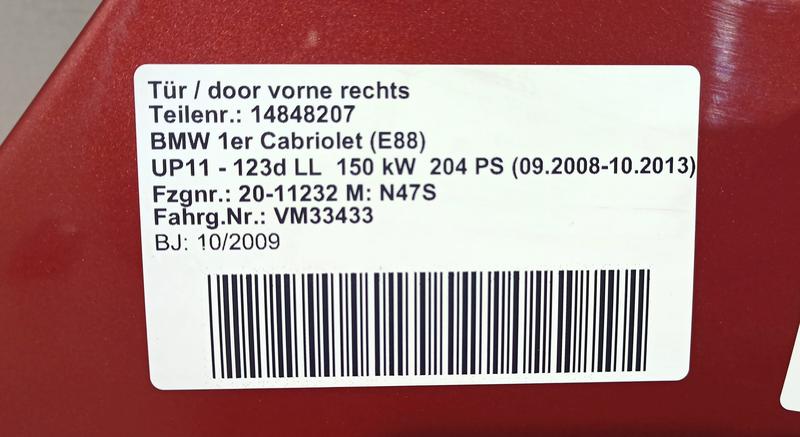 Tür / door vorne rechts
Teilenr.: 14848207
BMW 1er Cabriolet (E88)
UP11 - 123d LL 150 kW 204 PS (09.2008-10.2013)
Fzgnr.: 20-11232 M: N47S
Fahrg.Nr.: VM33433
BJ: 10/2009